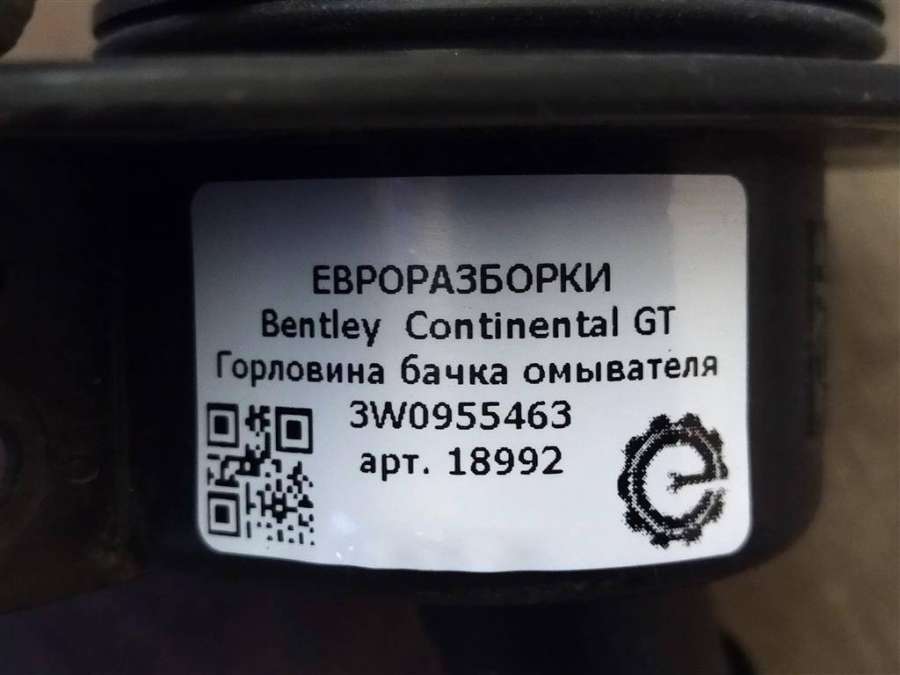 ЕВРОРАЗБОРКИ
Bentley Continental GT
Горловина бачка омывателя
3W0955463
арт. 18992